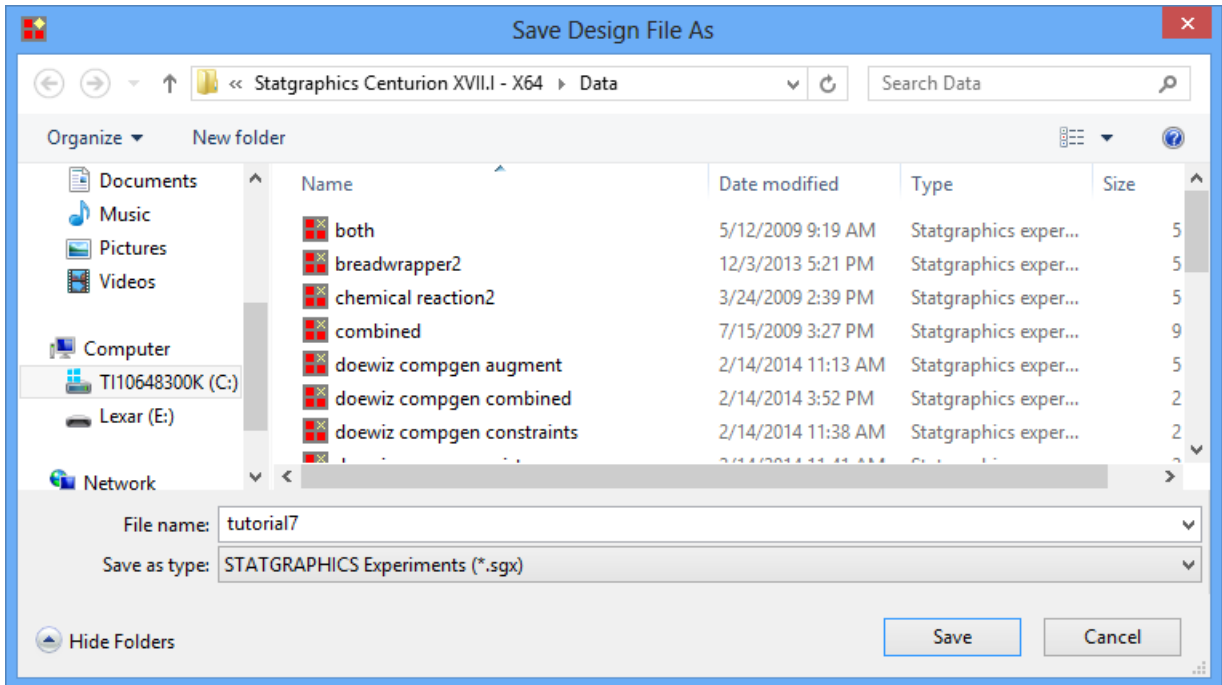 Save Design File As
« Statgraphics Centurion XVII.I - X64 Data Search Data
Organize New folder
Documents
Music
Pictures
Videos
Computer
TI10648300K (C:)
Lexar (E:)
Network
Name Date modified Type Size
both 5/12/2009 9:19 AM Statgraphics exper... 5
breadwrapper2 12/3/2013 5:21 PM Statgraphics exper... 5
chemical reaction2 3/24/2009 2:39 PM Statgraphics exper... 5
combined 7/15/2009 3:27 PM Statgraphics exper... 9
doewiz compgen augment 2/14/2014 11:13 AM Statgraphics exper... 5
doewiz compgen combined 2/14/2014 3:52 PM Statgraphics exper... 2
doewiz compgen constraints 2/14/2014 11:38 AM Statgraphics exper... 2
File name: tutorial7
Save as type: STATGRAPHICS Experiments (*.sgx)
Hide Folders Save Cancel